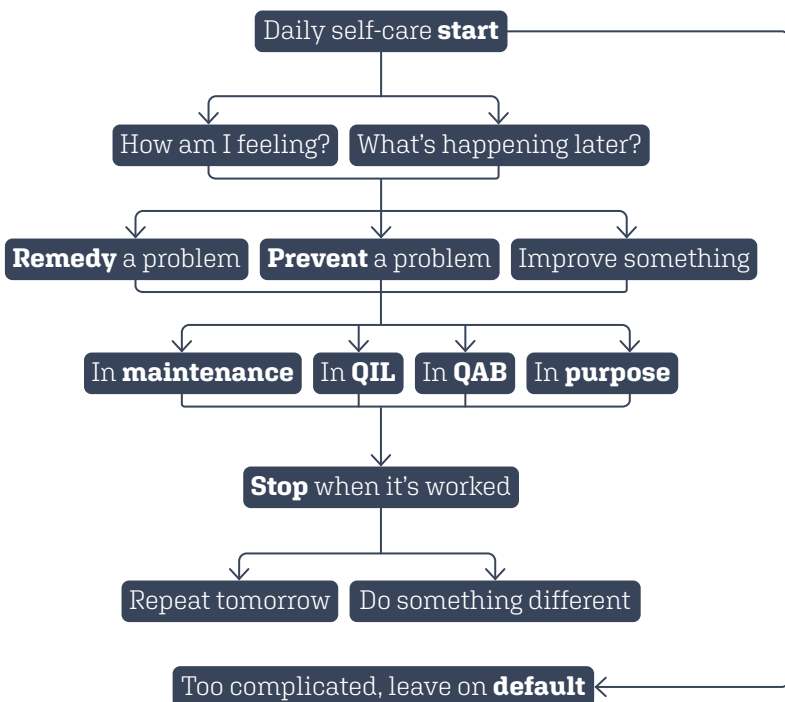 Daily self-care start
How am I feeling?
What's happening later?
Remedy a problem
Prevent a problem
Improve something
In maintenance
In QIL
In QAB
In purpose
Stop when it's worked
Repeat tomorrow
Do something different
Too complicated, leave on default